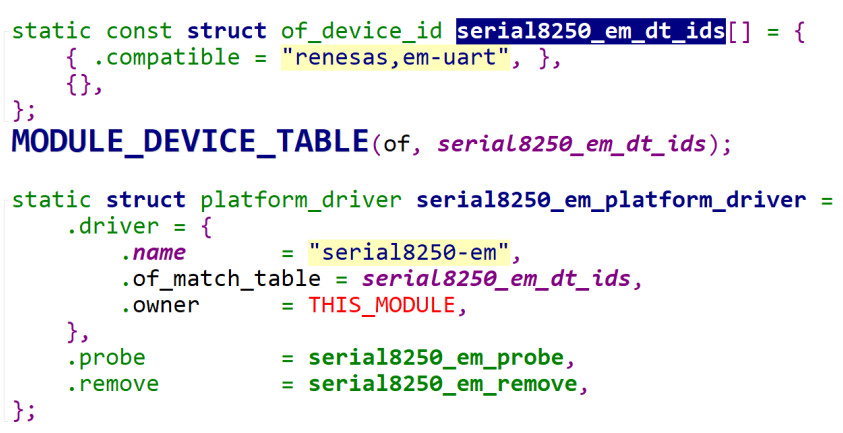 static const struct of_device_id serial8250_em_dt_ids[] = {
    { .compatible = "renesas,em-uart", },
    {},
};
MODULE_DEVICE_TABLE(of, serial8250_em_dt_ids);

static struct platform_driver serial8250_em_platform_driver =
    .driver = {
        .name       = "serial8250-em",
        .of_match_table = serial8250_em_dt_ids,
        .owner      = THIS_MODULE,
    },
    .probe          = serial8250_em_probe,
    .remove         = serial8250_em_remove,
};